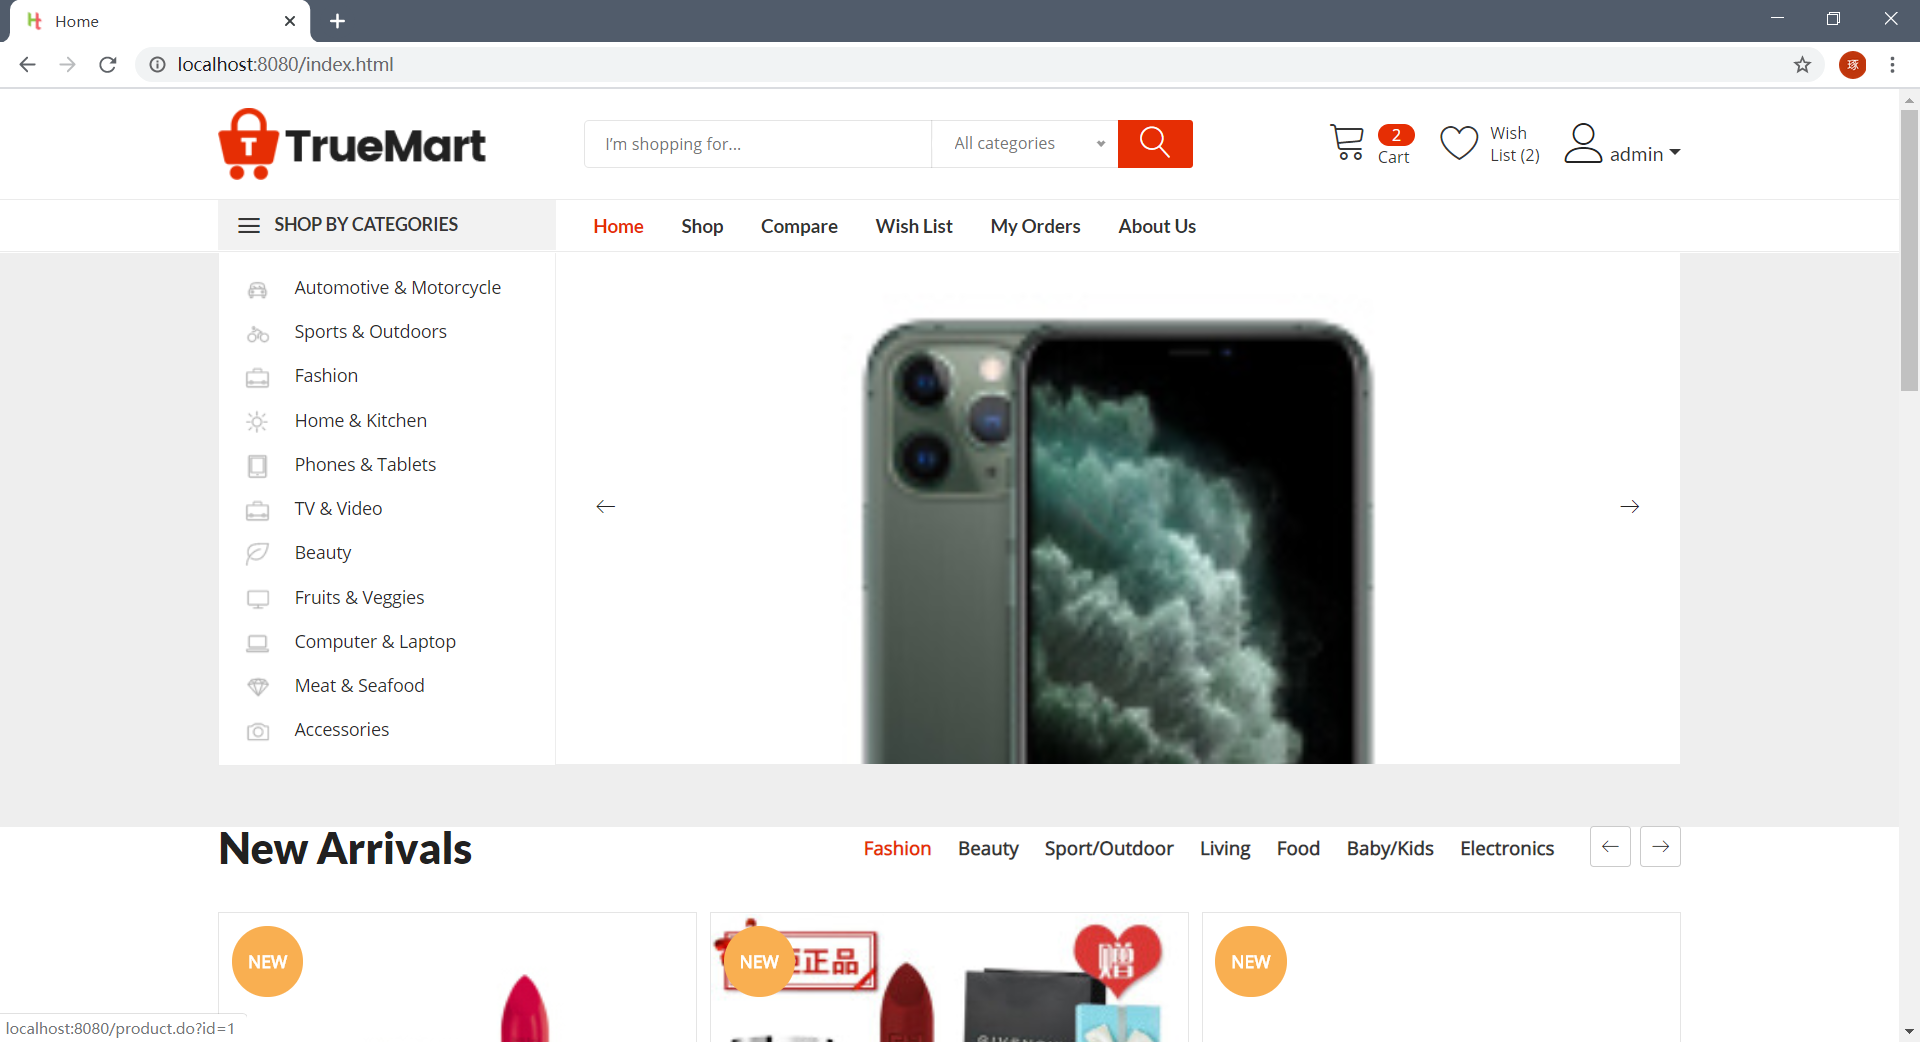 Home
localhost:8080/index.html
琢
TrueMart
I'm shopping for...
All categories
2
Cart
Wish
List (2)
admin
SHOP BY CATEGORIES
Home
Shop
Compare
Wish List
My Orders
About Us
Automotive & Motorcycle
Sports & Outdoors
Fashion
Home & Kitchen
Phones & Tablets
TV & Video
Beauty
Fruits & Veggies
Computer & Laptop
Meat & Seafood
Accessories
New Arrivals
Fashion
Beauty
Sport/Outdoor
Living
Food
Baby/Kids
Electronics
NEW
NEW
正品
赠
NEW
localhost:8080/product.do?id=1